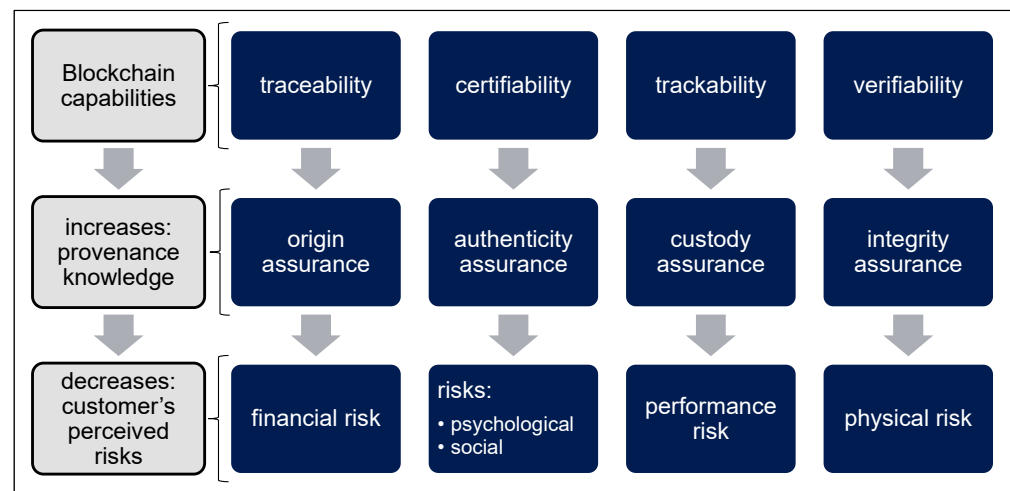 Blockchain
capabilities
traceability
certifiability
trackability
verifiability
increases:
provenance
knowledge
origin
assurance
authenticity
assurance
custody
assurance
integrity
assurance
decreases:
customer’s
perceived
risks
financial risk
risks:
• psychological
• social
performance
risk
physical risk